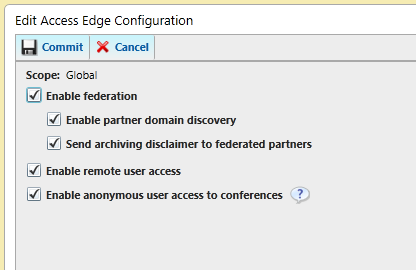 Edit Access Edge Configuration
Commit Cancel
Scope: Global
Enable federation
Enable partner domain discovery
Send archiving disclaimer to federated partners
Enable remote user access
Enable anonymous user access to conferences ?